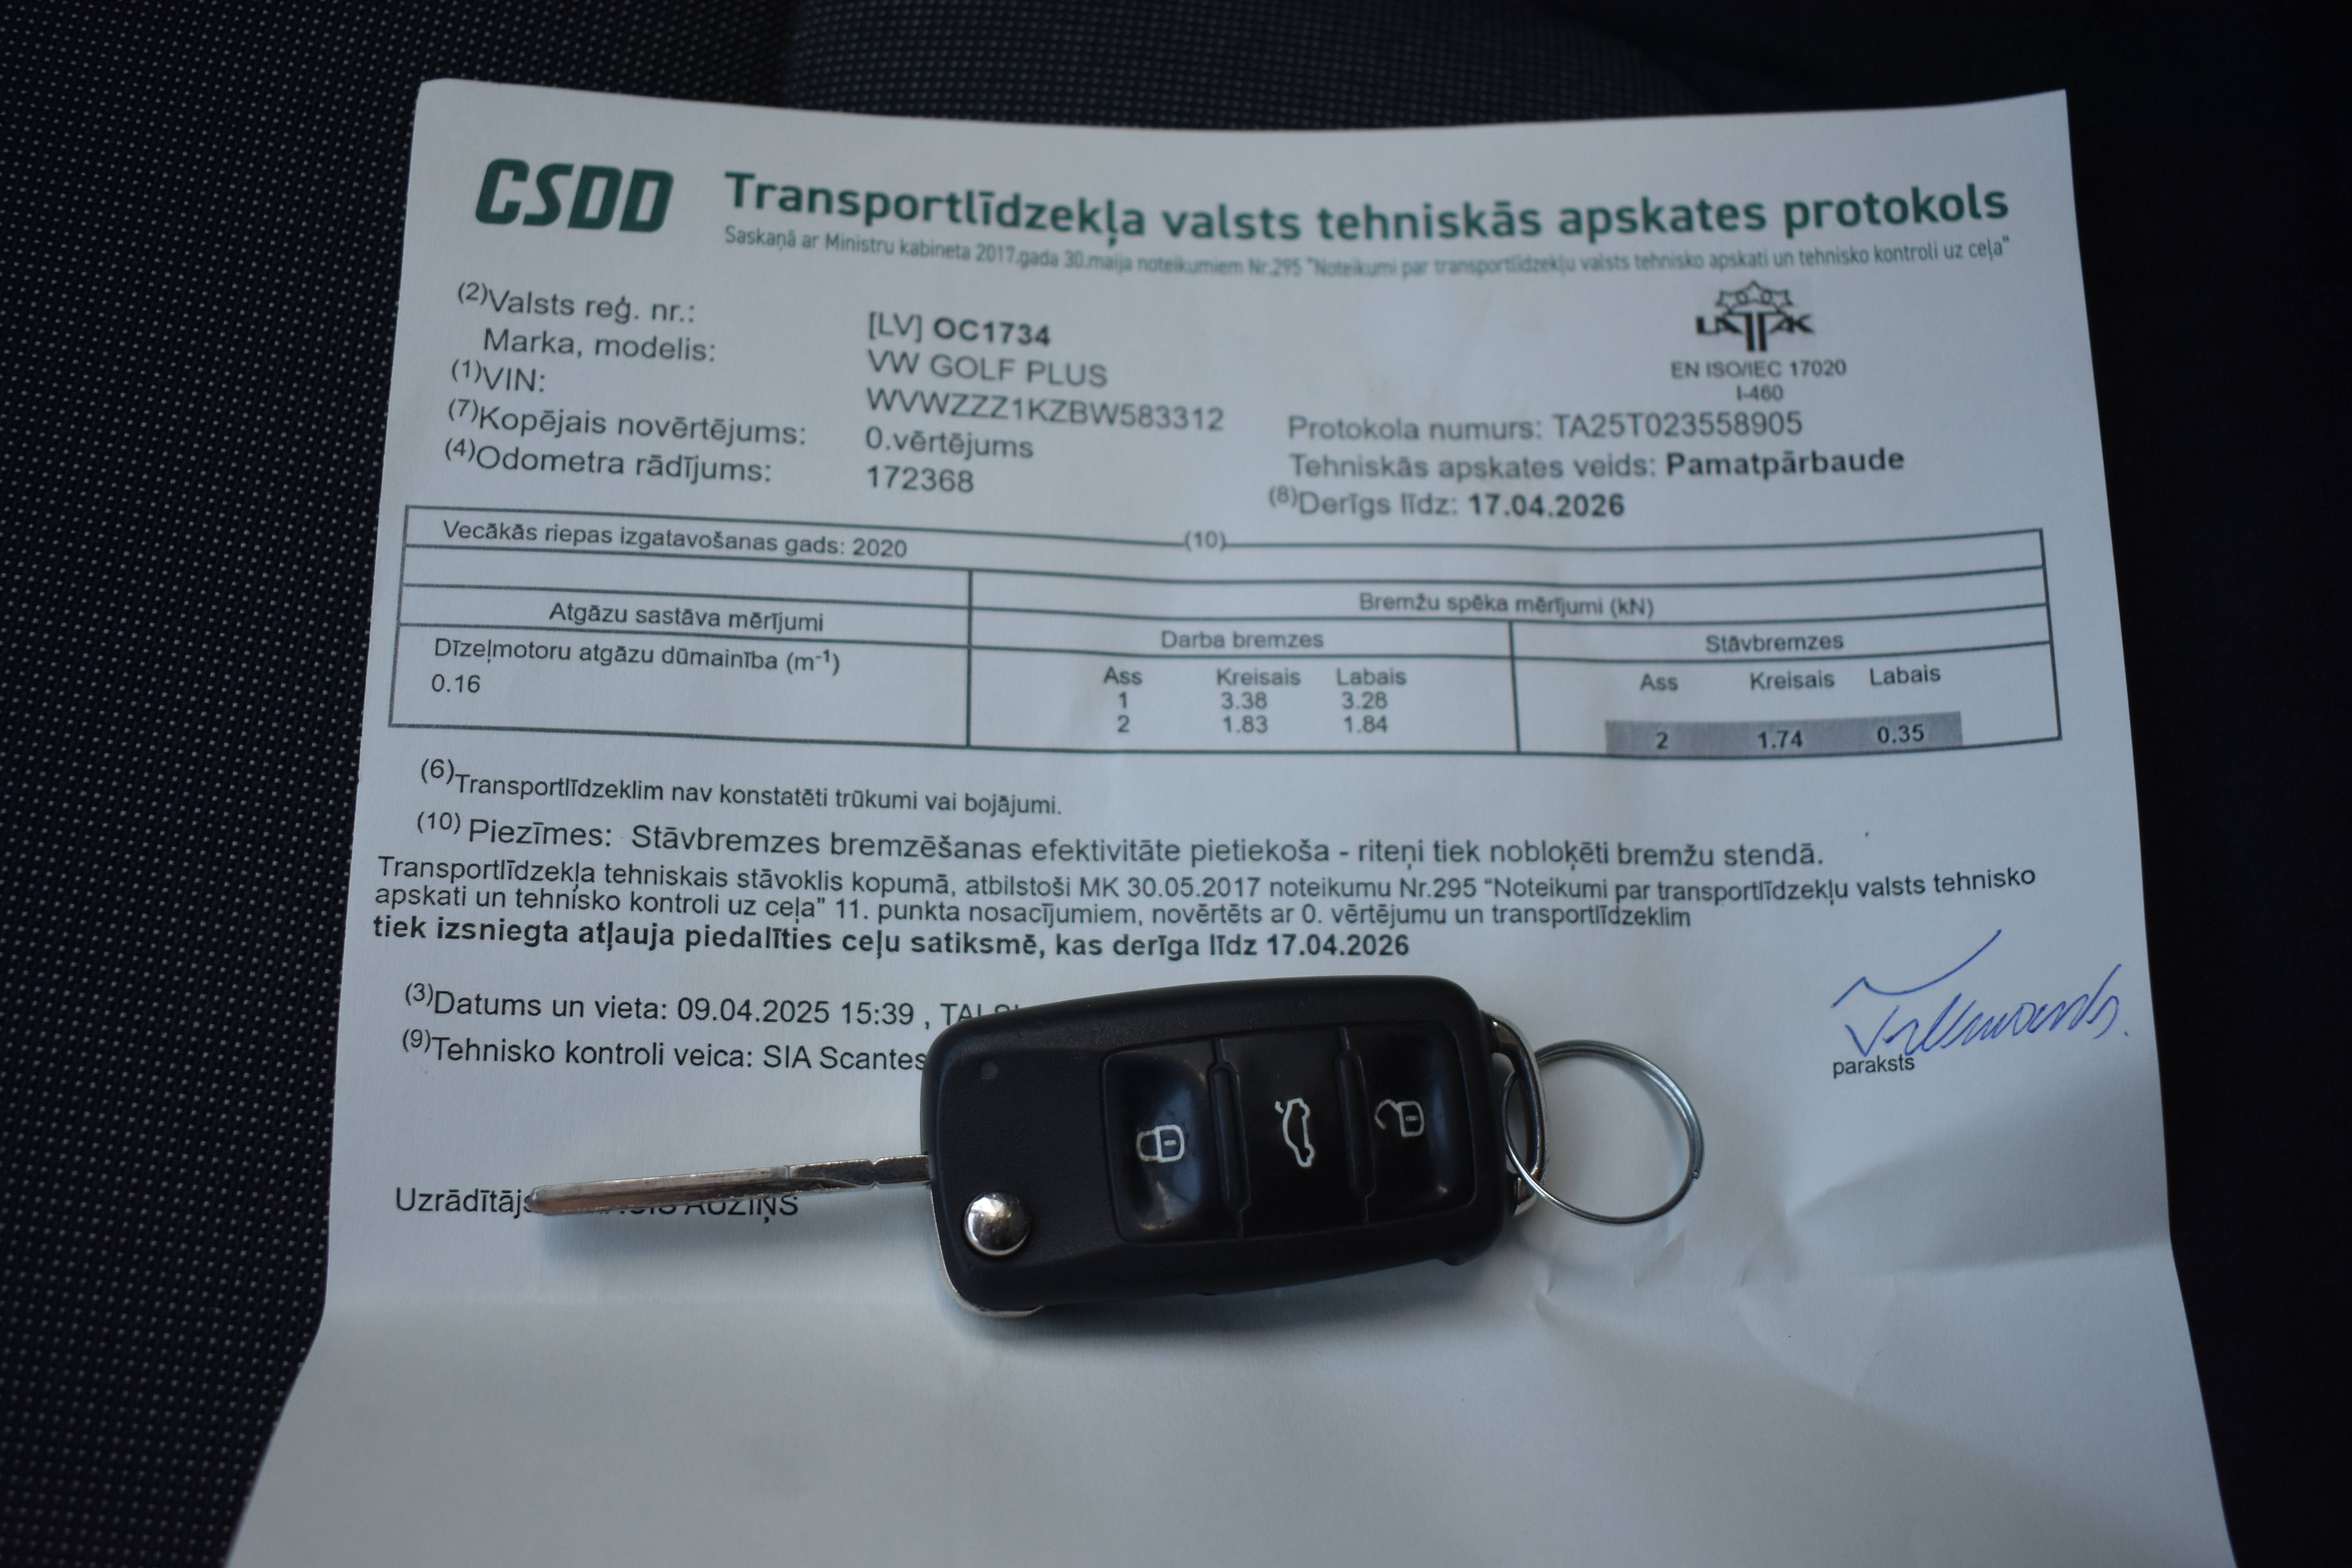 CSDD
Transportlīdzekļa valsts tehniskās apskates protokols
Saskaņā ar Ministru kabineta 2017.gada 30.maija noteikumiem Nr.295 "Noteikumi par transportlīdzekļu valsts tehnisko apskati un tehnisko kontroli uz ceļa"
(2)Valsts reģ. nr.: [LV] OC1734
Marka, modelis: VW GOLF PLUS
(1)VIN: WVWZZZ1KZBW583312
(7)Kopējais novērtējums: 0.vērtējums
(4)Odometra rādījums: 172368
LATAK
EN ISO/IEC 17020
I-460
Protokola numurs: TA25T023558905
Tehniskās apskates veids: Pamatpārbaude
(8)Derīgs līdz: 17.04.2026
(10)
Vecākās riepas izgatavošanas gads: 2020
Atgāzu sastāva mērījumi
Bremžu spēka mērījumi (kN)
Dīzeļmotoru atgāzu dūmainība (m-1)
0.16
Darba bremzes
Ass Kreisais Labais
1 3.38 3.28
2 1.83 1.84
Stāvbremzes
Ass Kreisais Labais
2 1.74 0.35
(6)Transportlīdzeklim nav konstatēti trūkumi vai bojājumi.
(10) Piezīmes: Stāvbremzes bremzēšanas efektivitāte pietiekoša - riteņi tiek nobloķēti bremžu stendā.
Transportlīdzekļa tehniskais stāvoklis kopumā, atbilstoši MK 30.05.2017 noteikumu Nr.295 “Noteikumi par transportlīdzekļu valsts tehnisko
apskati un tehnisko kontroli uz ceļa" 11. punkta nosacījumiem, novērtēts ar 0. vērtējumu un transportlīdzeklim
tiek izsniegta atļauja piedalīties ceļu satiksmē, kas derīga līdz 17.04.2026
(3)Datums un vieta: 09.04.2025 15:39 ,
(9)Tehnisko kontroli veica: SIA Scantes
paraksts
Uzrādītājs AUZIŅŠ